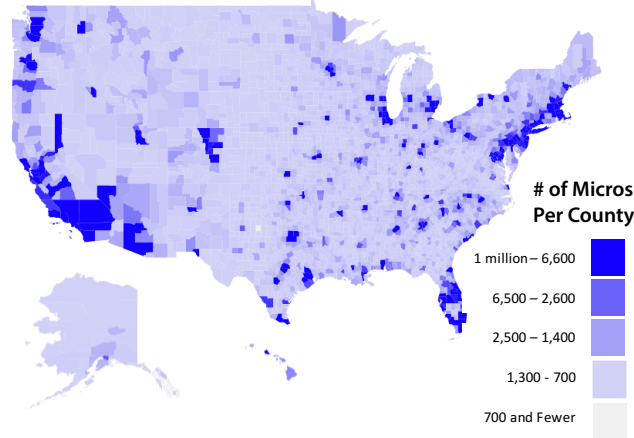 # of Micros
Per County
1 million – 6,600
6,500 – 2,600
2,500 – 1,400
1,300 - 700
700 and Fewer